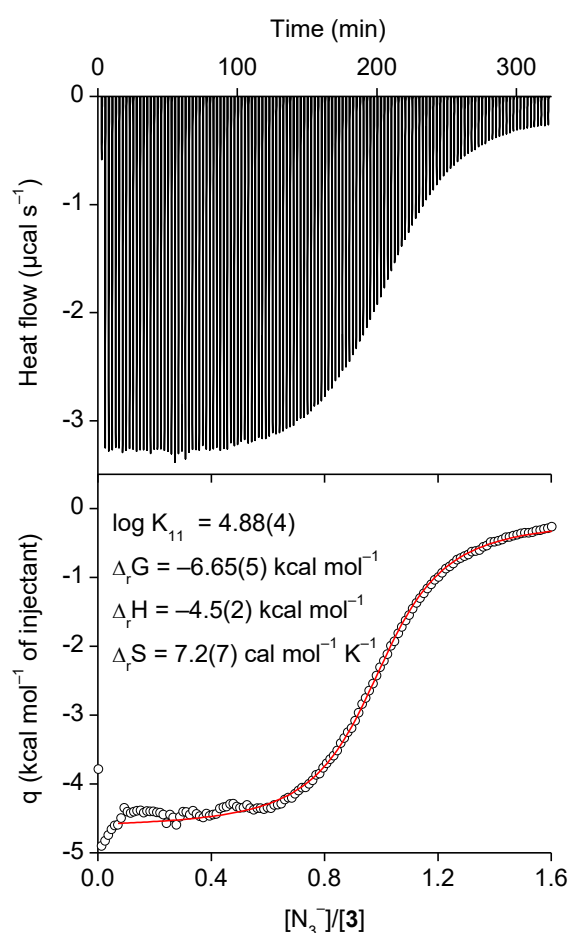 Time (min)
0 100 200 300
0
-1
-2
-3
Heat flow (µcal s⁻¹)
0
-1
-2
-3
-4
-5
q (kcal mol⁻¹ of injectant)
log K₁₁ = 4.88(4)
ΔᵣG = –6.65(5) kcal mol⁻¹
ΔᵣH = –4.5(2) kcal mol⁻¹
ΔᵣS = 7.2(7) cal mol⁻¹ K⁻¹
0.0 0.4 0.8 1.2 1.6
[N₃⁻]/[3]